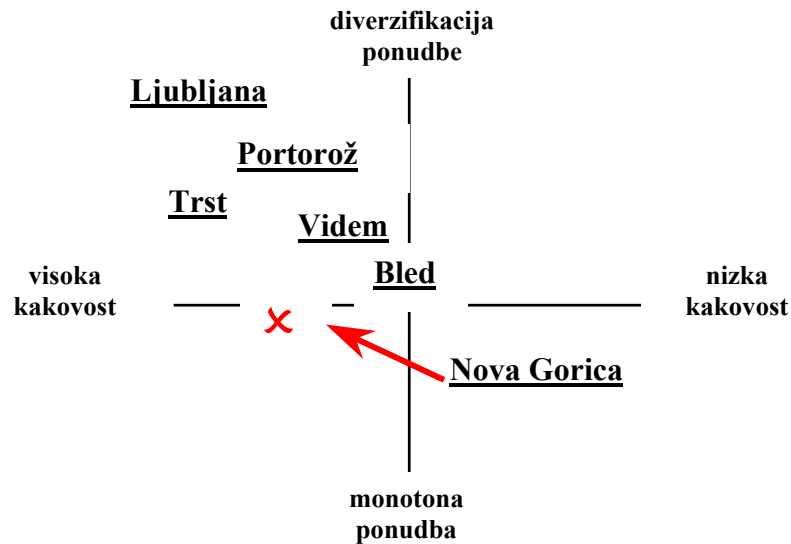 diverzifikacija
ponudbe
Ljubljana
Portorož
Trst
Videm
Bled
visoka
kakovost
nizka
kakovost
x
Nova Gorica
monotona
ponudba